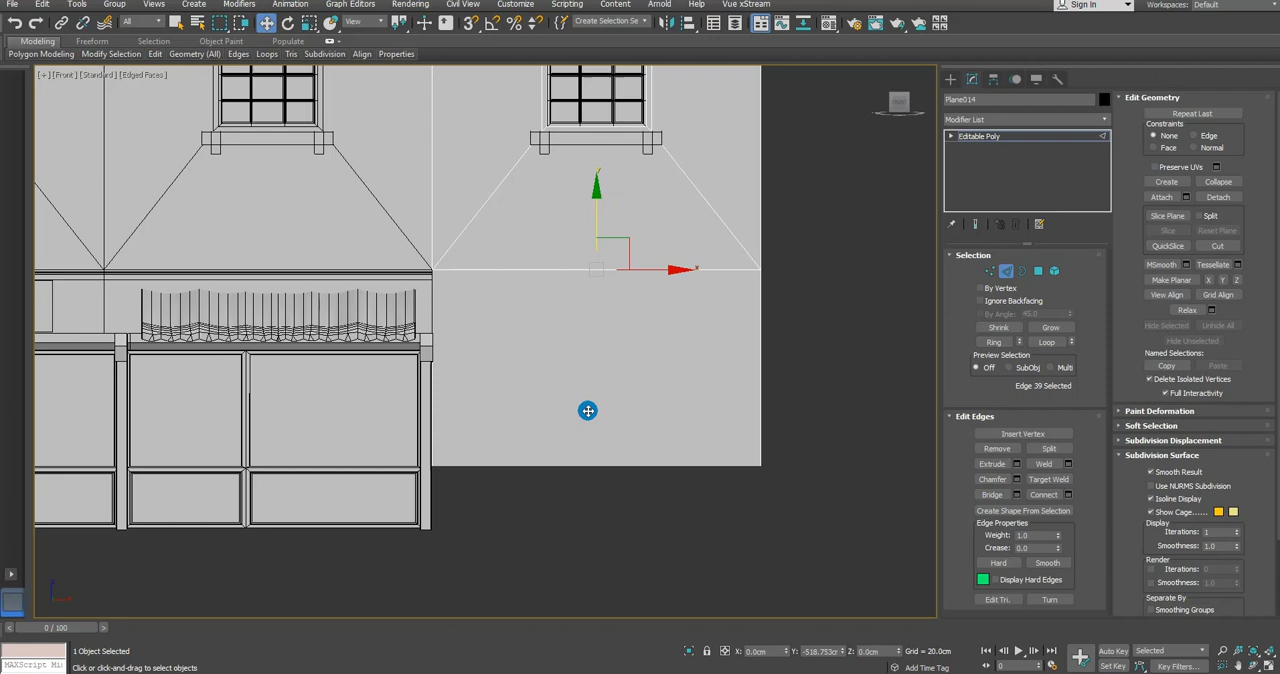 File Edit Tools Group Views Create Modifiers Animation Graph Editors Rendering Civil View Customize Scripting Content Arnold Help Vue xStream Sign In Workspaces: Default
All View Create Selection Se
Modeling Freeform Selection Object Paint Populate
Polygon Modeling Modify Selection Edit Geometry (All) Edges Loops Tris Subdivision Align Properties
[+] [Front] [Standard] [Edged Faces]
FRONT
Plane014
Modifier List
Editable Poly
Selection
By Vertex
Ignore Backfacing
By Angle: 45.0
Shrink Grow
Ring Loop
Preview Selection
Off SubObj Multi
Edge 39 Selected
Edit Edges
Insert Vertex
Remove Split
Extrude Weld
Chamfer Target Weld
Bridge Connect
Create Shape From Selection
Edge Properties
Weight: 1.0
Crease: 0.0
Hard Smooth
Display Hard Edges
Edit Tri. Turn
Edit Geometry
Repeat Last
Constraints
None Edge
Face Normal
Preserve UVs
Create Collapse
Attach Detach
Slice Plane Split
Slice Reset Plane
QuickSlice Cut
MSmooth Tessellate
Make Planar X Y Z
View Align Grid Align
Relax
Hide Selected Unhide All
Hide Unselected
Named Selections:
Copy Paste
Delete Isolated Vertices
Full Interactivity
Paint Deformation
Soft Selection
Subdivision Displacement
Subdivision Surface
Smooth Result
Use NURMS Subdivision
Isoline Display
Show Cage......
Display
Iterations: 1
Smoothness: 1.0
Render
Iterations: 0
Smoothness: 1.0
Separate By
Smoothing Groups
0 / 100
MAXScript Mi
1 Object Selected
Click or click-and-drag to select objects
X: 0.0cm Y: -518.753cm Z: 0.0cm Grid = 20.0cm
Add Time Tag
0
Auto Key Selected
Set Key Key Filters...